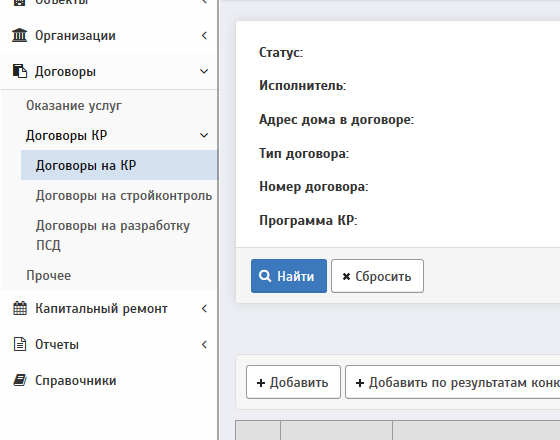 Объекты
Организации
Договоры
Оказание услуг
Договоры КР
Договоры на КР
Договоры на стройконтроль
Договоры на разработку
ПСД
Прочее
Капитальный ремонт
Отчеты
Справочники
Статус:
Исполнитель:
Адрес дома в договоре:
Тип договора:
Номер договора:
Программа КР:
Найти
Сбросить
Добавить
Добавить по результатам конк